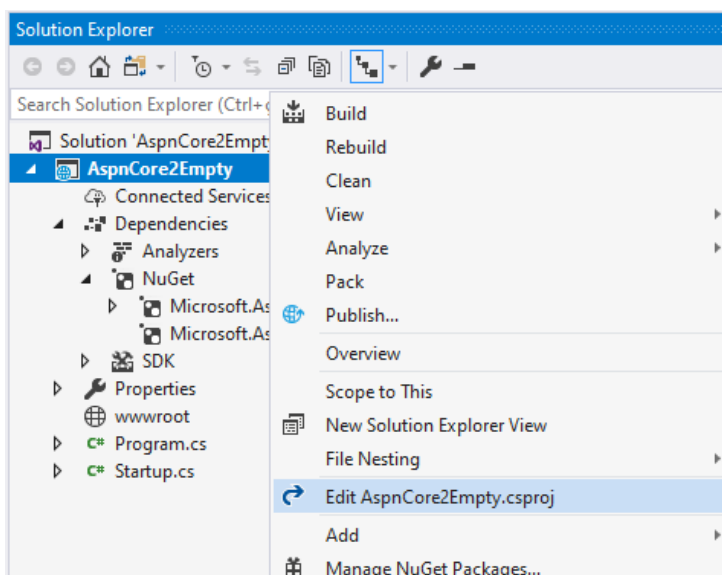 Solution Explorer
Search Solution Explorer (Ctrl+
Solution 'AspnCore2Empt
AspnCore2Empty
Connected Services
Dependencies
Analyzers
NuGet
Microsoft.As
Microsoft.As
SDK
Properties
wwwroot
C# Program.cs
C# Startup.cs
Build
Rebuild
Clean
View
Analyze
Pack
Publish...
Overview
Scope to This
New Solution Explorer View
File Nesting
Edit AspnCore2Empty.csproj
Add
Manage NuGet Packages...